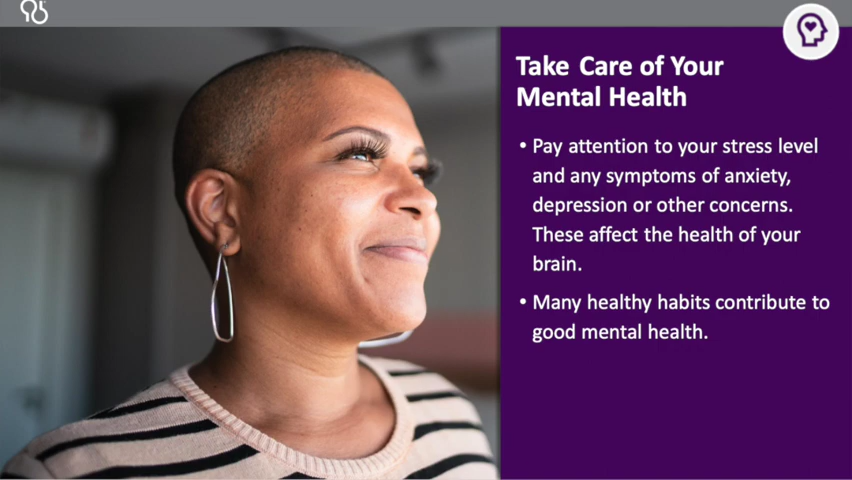 Take Care of Your
Mental Health
• Pay attention to your stress level
and any symptoms of anxiety,
depression or other concerns.
These affect the health of your
brain.
• Many healthy habits contribute to
good mental health.